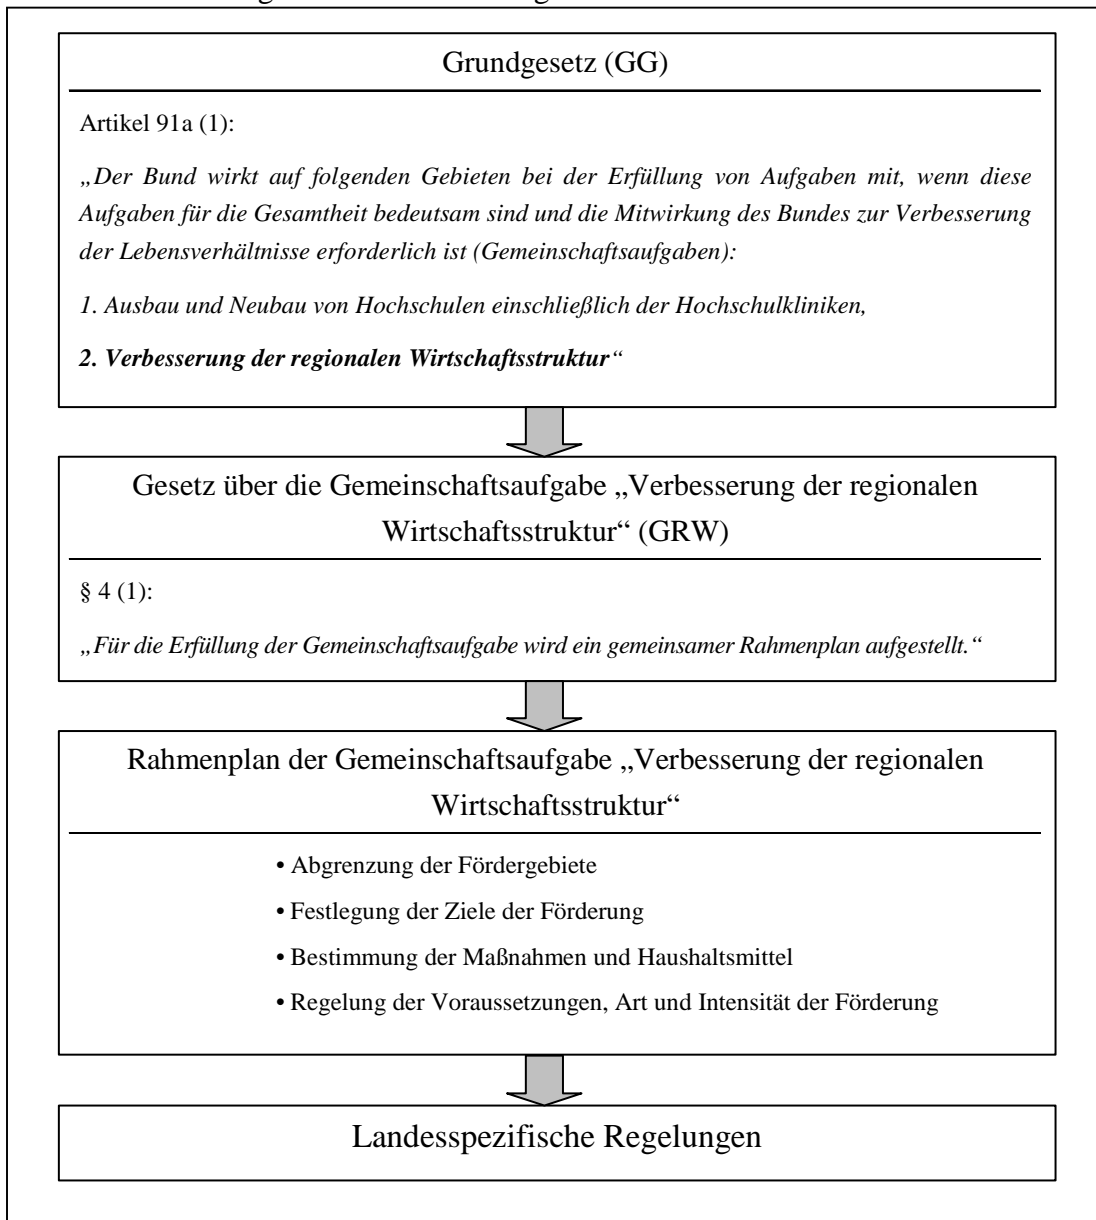 Grundgesetz (GG)
Artikel 91a (1):
„Der Bund wirkt auf folgenden Gebieten bei der Erfüllung von Aufgaben mit, wenn diese
Aufgaben für die Gesamtheit bedeutsam sind und die Mitwirkung des Bundes zur Verbesserung
der Lebensverhältnisse erforderlich ist (Gemeinschaftsaufgaben):
1. Ausbau und Neubau von Hochschulen einschließlich der Hochschulkliniken,
2. Verbesserung der regionalen Wirtschaftsstruktur“
Gesetz über die Gemeinschaftsaufgabe „Verbesserung der regionalen
Wirtschaftsstruktur“ (GRW)
§ 4 (1):
„Für die Erfüllung der Gemeinschaftsaufgabe wird ein gemeinsamer Rahmenplan aufgestellt.“
Rahmenplan der Gemeinschaftsaufgabe „Verbesserung der regionalen
Wirtschaftsstruktur“
• Abgrenzung der Fördergebiete
• Festlegung der Ziele der Förderung
• Bestimmung der Maßnahmen und Haushaltsmittel
• Regelung der Voraussetzungen, Art und Intensität der Förderung
Landesspezifische Regelungen